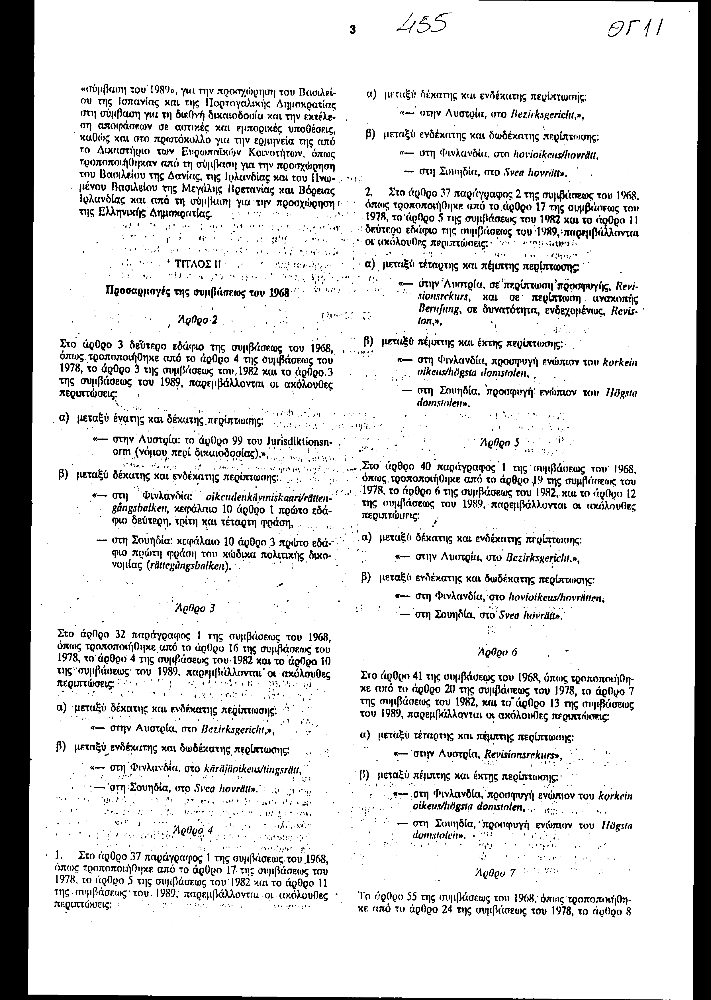 3
455
ΘΓ11
«σύμβαση του 1989», για την προσχώρηση του Βασιλεί-
ου της Ισπανίας και της Πορτογαλικής Δημοκρατίας
στη σύμβαση για τη διεθνή δικαιοδοσία και την εκτέλε-
ση αποφάσεων σε αστικές και εμπορικές υποθέσεις,
καθώς και στο πρωτόκολλο για την ερμηνεία της από
το Δικαστήριο των Ευρωπαϊκών Κοινοτήτων, όπως
τροποποιήθηκαν από τη σύμβαση για την προσχώρηση
του Βασιλείου της Δανίας, της Ιρλανδίας και του Ηνω-
μένου Βασιλείου της Μεγάλης Βρετανίας και Βόρειας
Ιρλανδίας και από τη σύμβαση για την προσχώρηση
της Ελληνικής Δημοκρατίας.
ΤΙΤΛΟΣ ΙΙ
Προσαρμογές της συμβάσεως του 1968
Άρθρο 2
Στο άρθρο 3 δεύτερο εδάφιο της συμβάσεως του 1968,
όπως τροποποιήθηκε από το άρθρο 4 της συμβάσεως του
1978, το άρθρο 3 της συμβάσεως του 1982 και το άρθρο 3
της συμβάσεως του 1989, παρεμβάλλονται οι ακόλουθες
περιπτώσεις:
α) μεταξύ ένατης και δέκατης περίπτωσης:
«— στην Αυστρία: το άρθρο 99 του Jurisdiktionsn-
orm (νόμου περί δικαιοδοσίας),»,
β) μεταξύ δέκατης και ενδέκατης περίπτωσης:
«— στη Φινλανδία: oikeudenkäymiskaari/rätten-
gångsbalken, κεφάλαιο 10 άρθρο 1 πρώτο εδά-
φιο δεύτερη, τρίτη και τέταρτη φράση,
— στη Σουηδία: κεφάλαιο 10 άρθρο 3 πρώτο εδά-
φιο πρώτη φράση του κώδικα πολιτικής δικο-
νομίας (rättegångsbalken).
Άρθρο 3
Στο άρθρο 32 παράγραφος 1 της συμβάσεως του 1968,
όπως τροποποιήθηκε από το άρθρο 16 της συμβάσεως του
1978, το άρθρο 4 της συμβάσεως του 1982 και το άρθρο 10
της συμβάσεως του 1989, παρεμβάλλονται οι ακόλουθες
περιπτώσεις:
α) μεταξύ δέκατης και ενδέκατης περίπτωσης:
«— στην Αυστρία, στο Bezirksgericht,»,
β) μεταξύ ενδέκατης και δωδέκατης περίπτωσης:
«— στη Φινλανδία, στο käräjäoikeus/tingsrätt,
— στη Σουηδία, στο Svea hovrätt».
Άρθρο 4
1. Στο άρθρο 37 παράγραφος 1 της συμβάσεως του 1968,
όπως τροποποιήθηκε από το άρθρο 17 της συμβάσεως του
1978, το άρθρο 5 της συμβάσεως του 1982 και το άρθρο 11
της συμβάσεως του 1989, παρεμβάλλονται οι ακόλουθες
περιπτώσεις:
α) μεταξύ δέκατης και ενδέκατης περίπτωσης:
«— στην Αυστρία, στο Bezirksgericht,»,
β) μεταξύ ενδέκατης και δωδέκατης περίπτωσης:
«— στη Φινλανδία, στο hovioikeus/hovrätt,
— στη Σουηδία, στο Svea hovrätt».
2. Στο άρθρο 37 παράγραφος 2 της συμβάσεως του 1968,
όπως τροποποιήθηκε από το άρθρο 17 της συμβάσεως του
1978, το άρθρο 5 της συμβάσεως του 1982 και το άρθρο 11
δεύτερο εδάφιο της συμβάσεως του 1989, παρεμβάλλονται
οι ακόλουθες περιπτώσεις:
α) μεταξύ τέταρτης και πέμπτης περίπτωσης:
«— στην Αυστρία, σε περίπτωση προσφυγής, Revi-
sionsrekurs, και σε περίπτωση ανακοπής
Berufung, σε δυνατότητα, ενδεχομένως, Revis-
ion,»,
β) μεταξύ πέμπτης και έκτης περίπτωσης:
«— στη Φινλανδία, προσφυγή ενώπιον του korkein
oikeus/högsta domstolen,
— στη Σουηδία, προσφυγή ενώπιον του Högsta
domstolen».
Άρθρο 5
Στο άρθρο 40 παράγραφος 1 της συμβάσεως του 1968,
όπως τροποποιήθηκε από το άρθρο 19 της συμβάσεως του
1978, το άρθρο 6 της συμβάσεως του 1982, και το άρθρο 12
της συμβάσεως του 1989, παρεμβάλλονται οι ακόλουθες
περιπτώσεις:
α) μεταξύ δέκατης και ενδέκατης περίπτωσης:
«— στην Αυστρία, στο Bezirksgericht,»,
β) μεταξύ ενδέκατης και δωδέκατης περίπτωσης:
«— στη Φινλανδία, στο hovioikeus/hovrätten,
— στη Σουηδία, στο Svea hovrätt».
Άρθρο 6
Στο άρθρο 41 της συμβάσεως του 1968, όπως τροποποιήθη-
κε από το άρθρο 20 της συμβάσεως του 1978, το άρθρο 7
της συμβάσεως του 1982, και το άρθρο 13 της συμβάσεως
του 1989, παρεμβάλλονται οι ακόλουθες περιπτώσεις:
α) μεταξύ τέταρτης και πέμπτης περίπτωσης:
«— στην Αυστρία, Revisionsrekurs»,
β) μεταξύ πέμπτης και έκτης περίπτωσης:
«— στη Φινλανδία, προσφυγή ενώπιον του korkein
oikeus/högsta domstolen,
— στη Σουηδία, προσφυγή ενώπιον του Högsta
domstolen».
Άρθρο 7
Το άρθρο 55 της συμβάσεως του 1968, όπως τροποποιήθη-
κε από το άρθρο 24 της συμβάσεως του 1978, το άρθρο 8